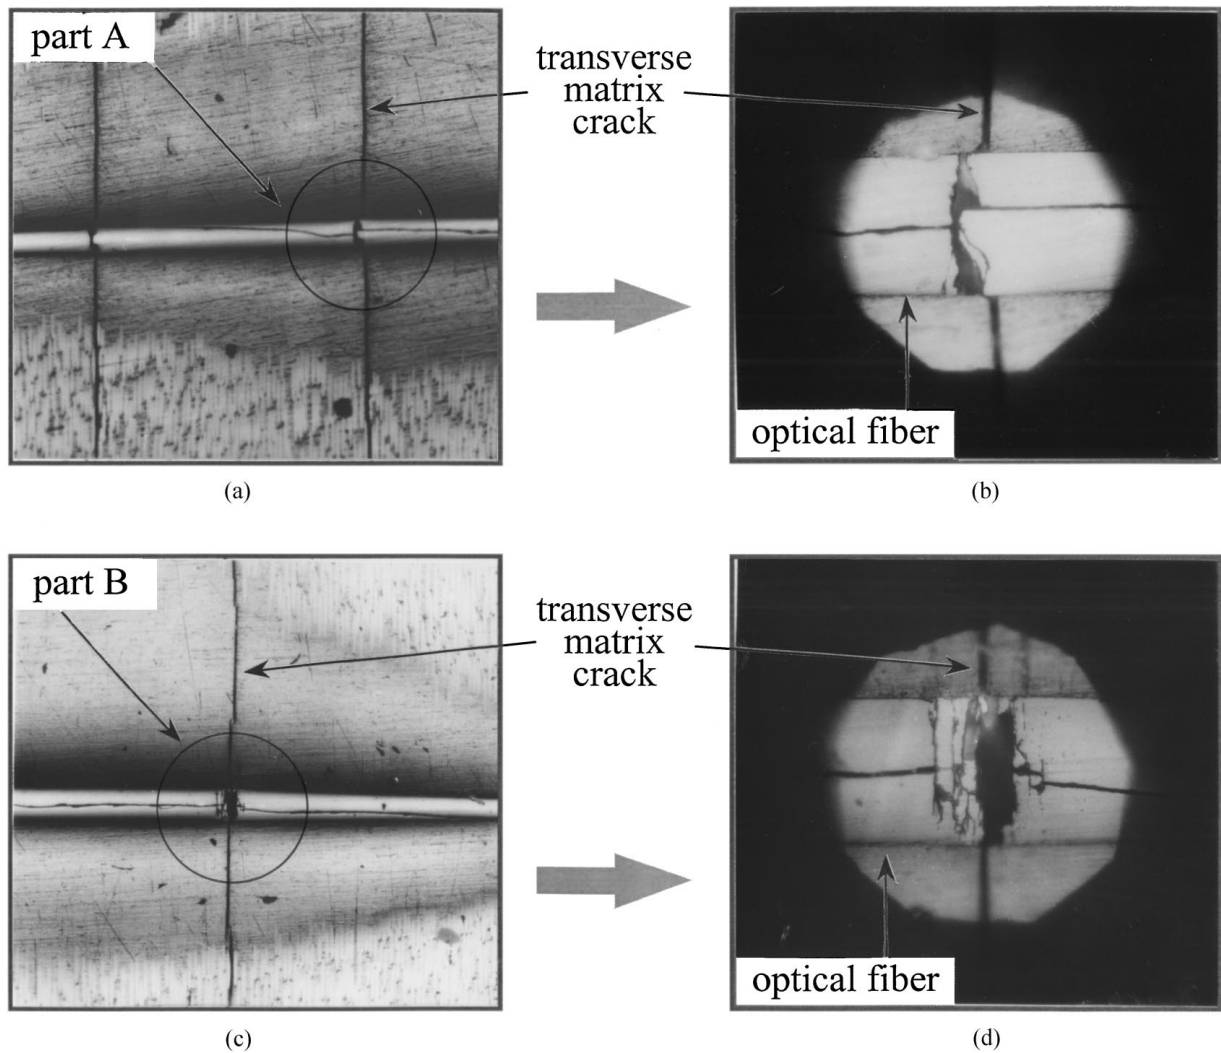 part A
transverse
matrix
crack
optical fiber
(a)
(b)
part B
transverse
matrix
crack
optical fiber
(c)
(d)